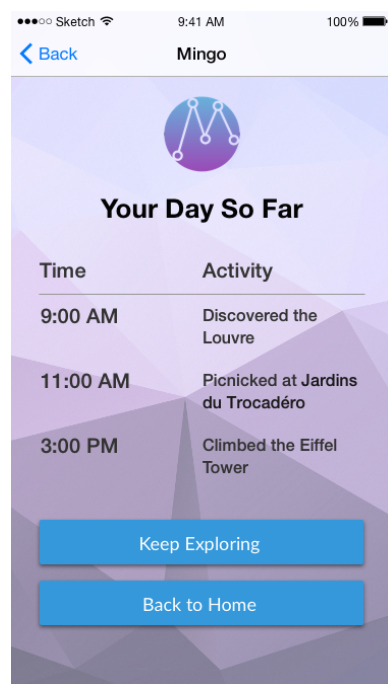 Sketch 9:41 AM 100%
Back Mingo
Your Day So Far
Time Activity
9:00 AM Discovered the
Louvre
11:00 AM Picnicked at Jardins
du Trocadéro
3:00 PM Climbed the Eiffel
Tower
Keep Exploring
Back to Home